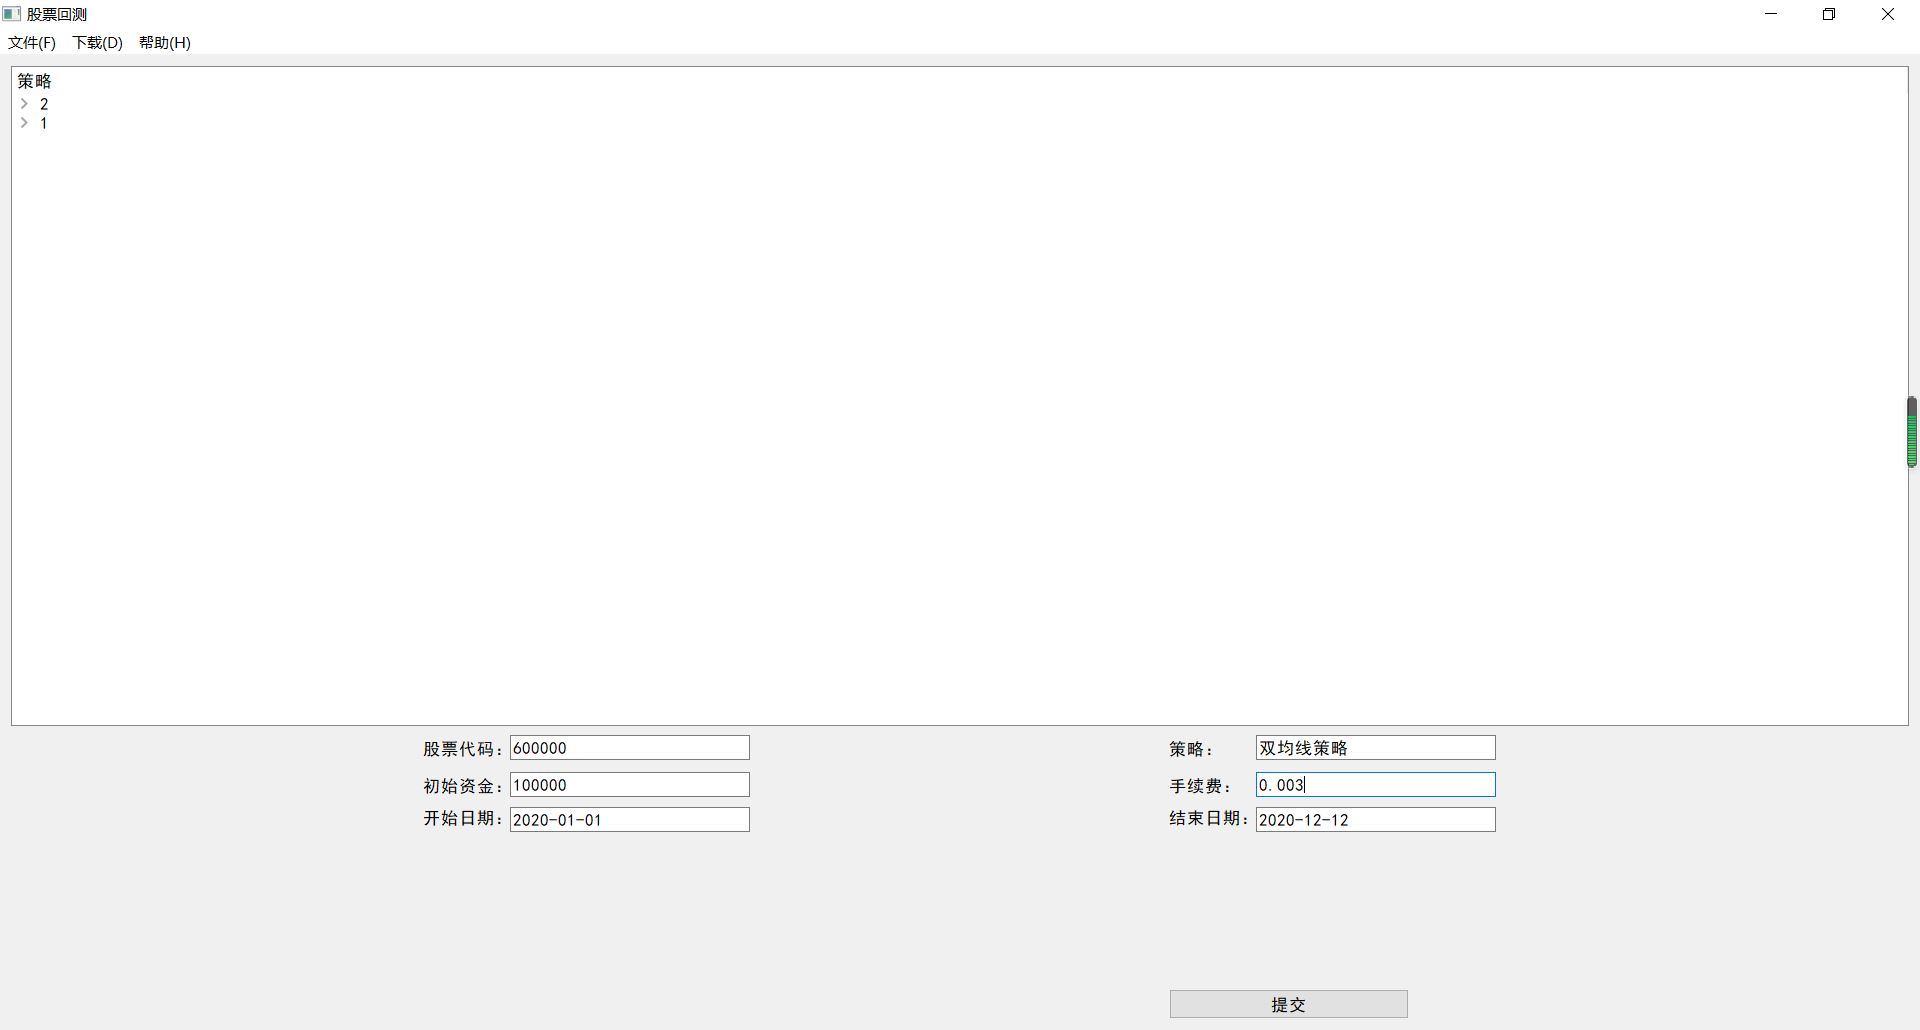 股票回测
文件(F) 下载(D) 帮助(H)
策略
2
1
股票代码：600000 策略：双均线策略
初始资金：100000 手续费：0.003
开始日期：2020-01-01 结束日期：2020-12-12
提交